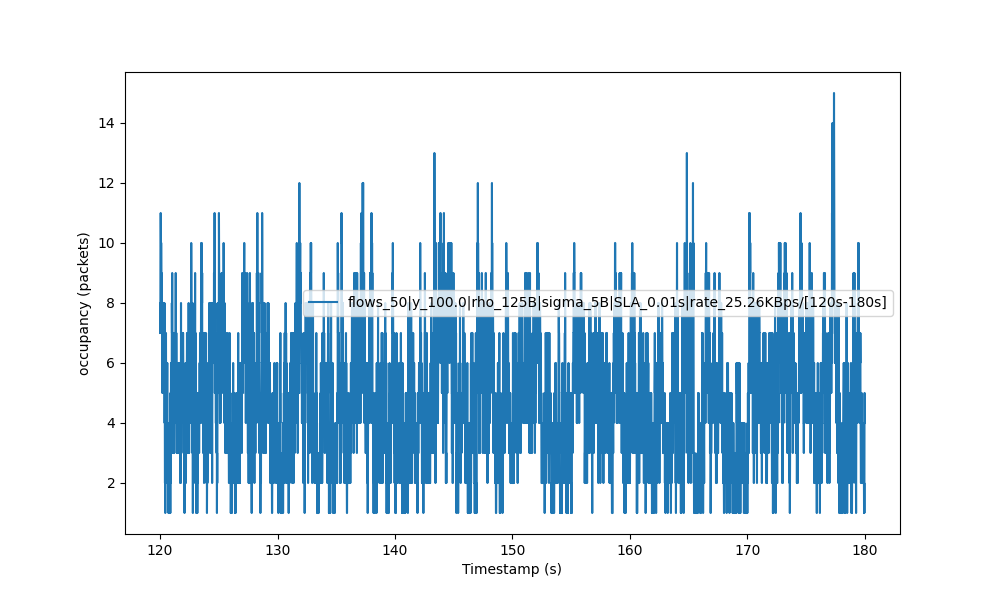 14
12
10
8
6
4
2
occupancy (packets)
flows_50|y_100.0|rho_125B|sigma_5B|SLA_0.01s|rate_25.26KBps/[120s-180s]
120 130 140 150 160 170 180
Timestamp (s)